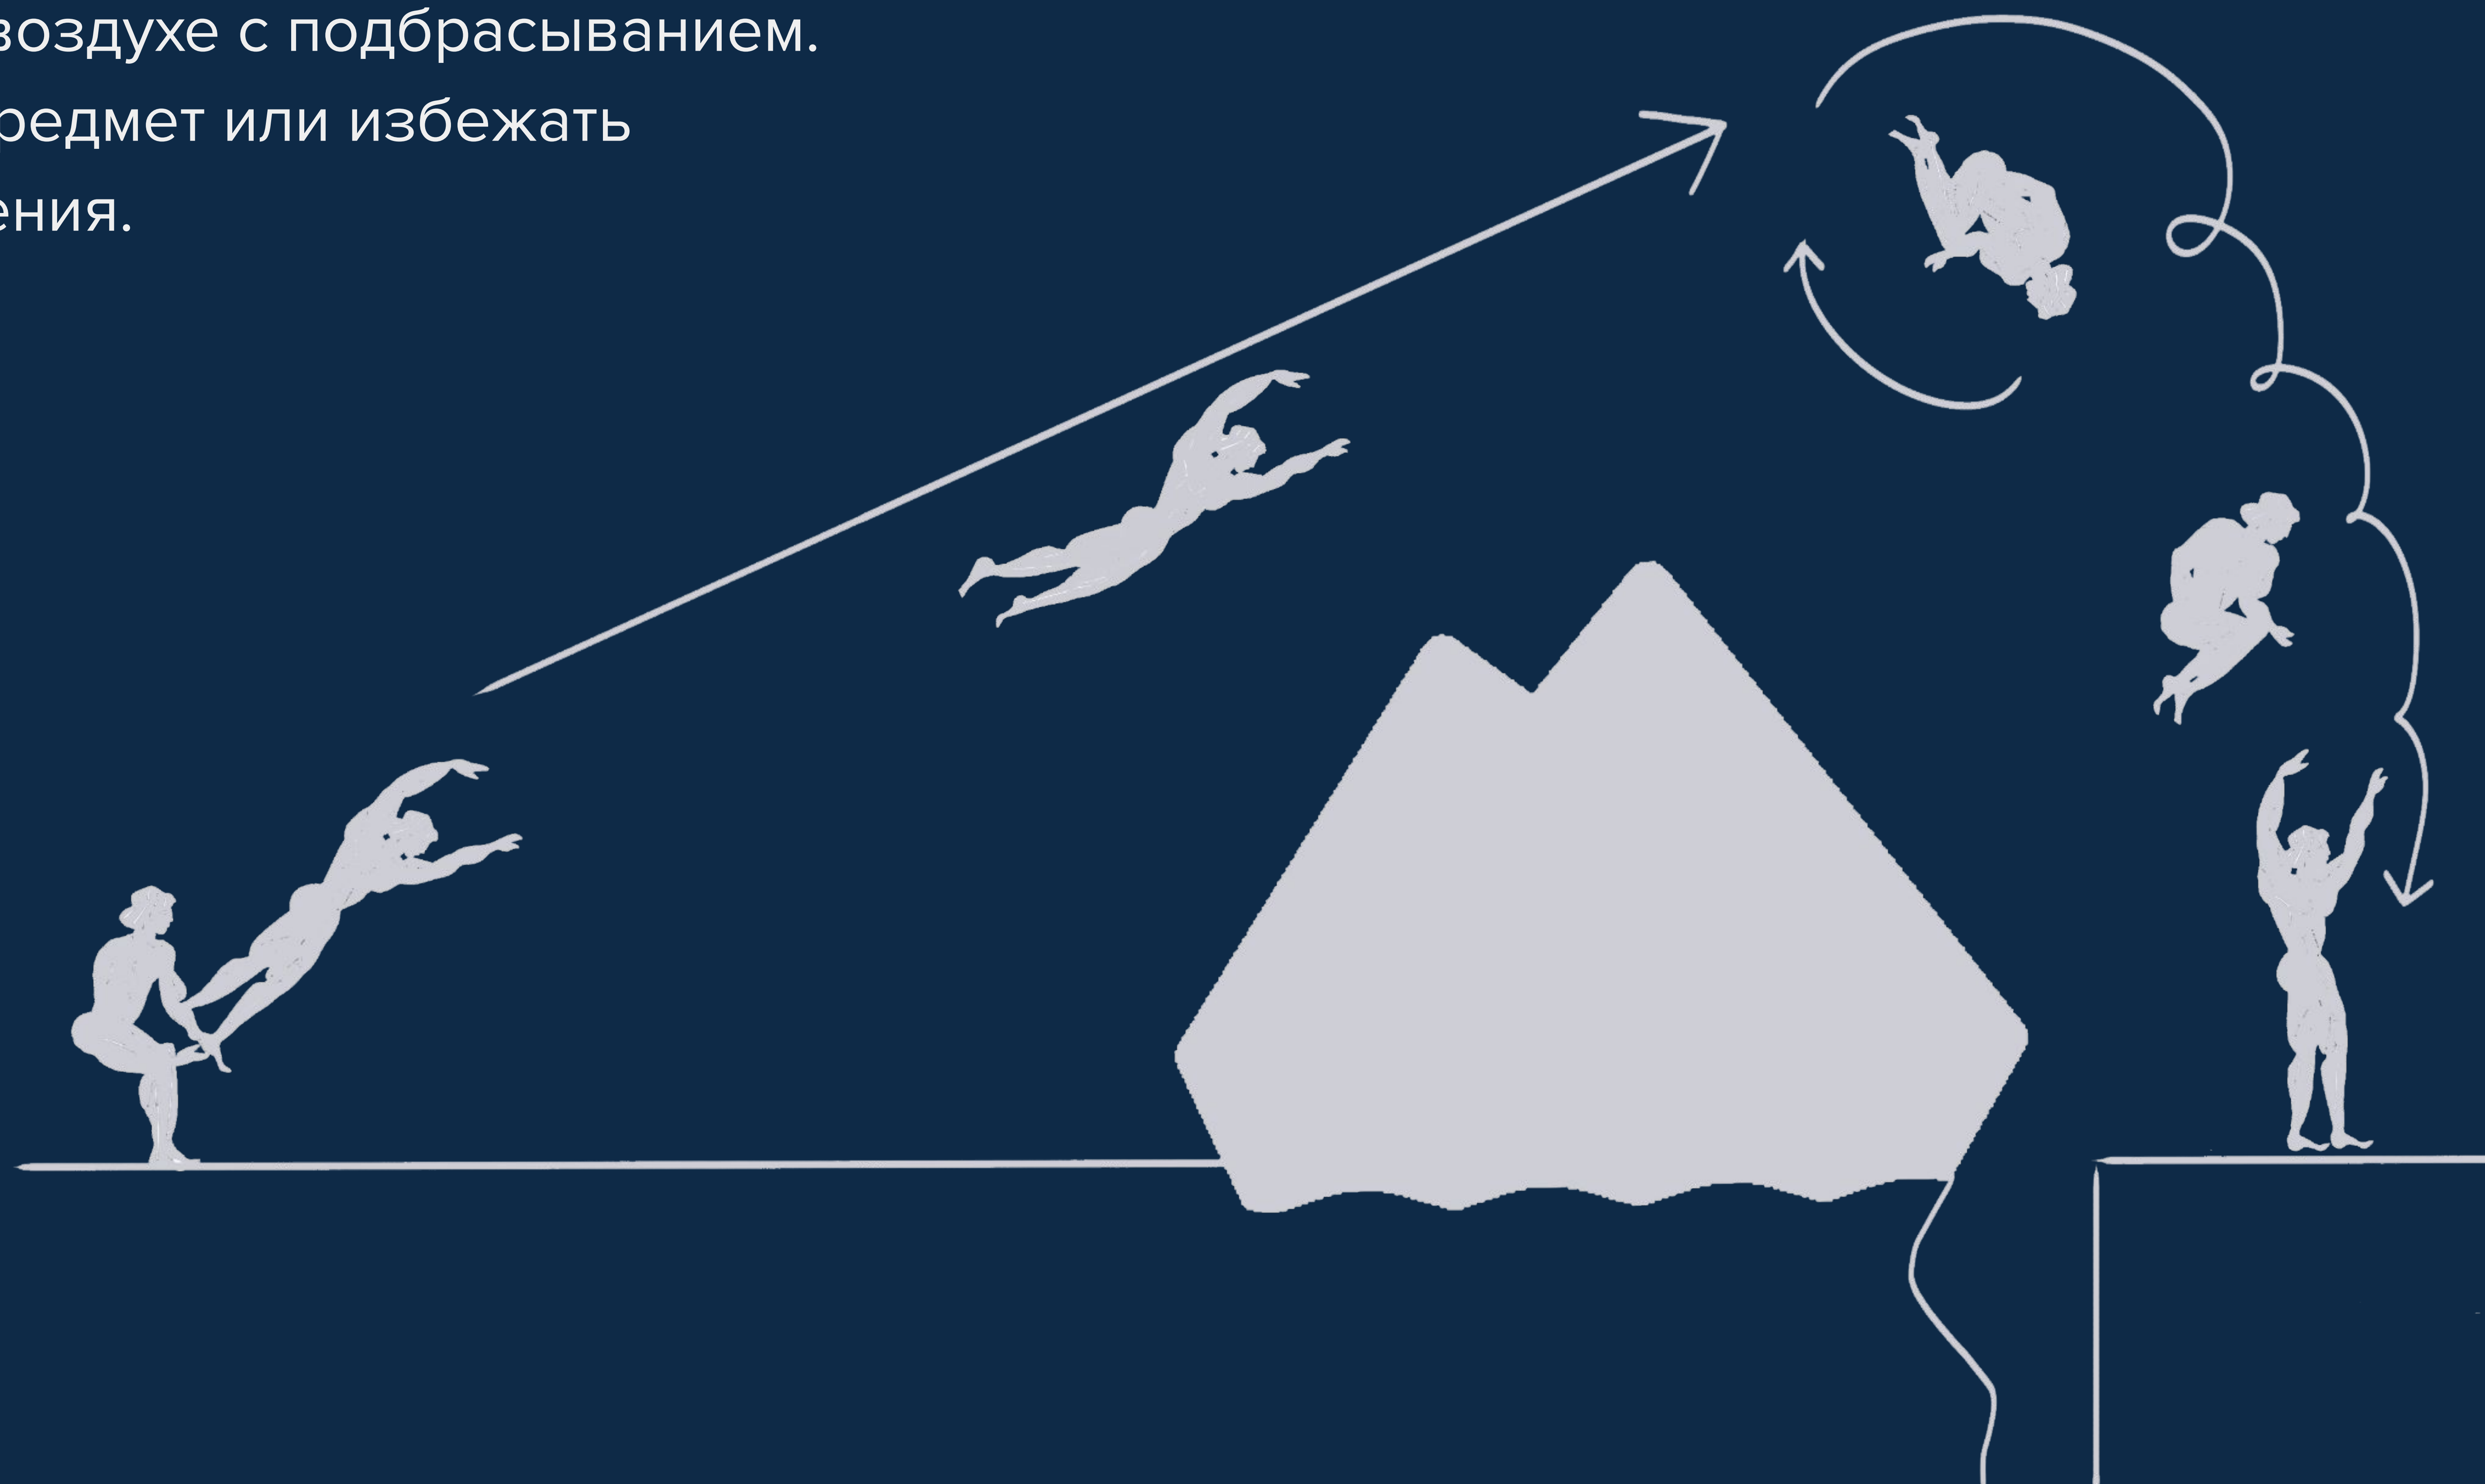 воздухе с подбрасыванием.
редмет или избежать
ения.